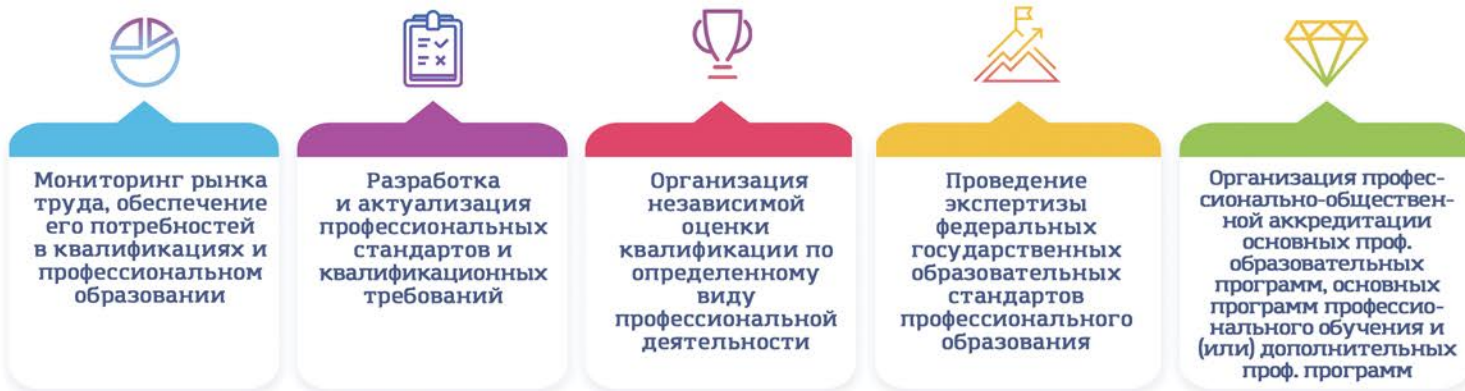 Мониторинг рынка
труда, обеспечение
его потребностей
в квалификациях и
профессиональном
образовании
Разработка
и актуализация
профессиональных
стандартов и
квалификационных
требований
Организация
независимой
оценки
квалификации по
определенному
виду
профессиональной
деятельности
Проведение
экспертизы
федеральных
государственных
образовательных
стандартов
профессионального
образования
Организация профес-
сионально-обществен-
ной аккредитации
основных проф.
образовательных
программ, основных
программ профессио-
нального обучения и
(или) дополнительных
проф. программ